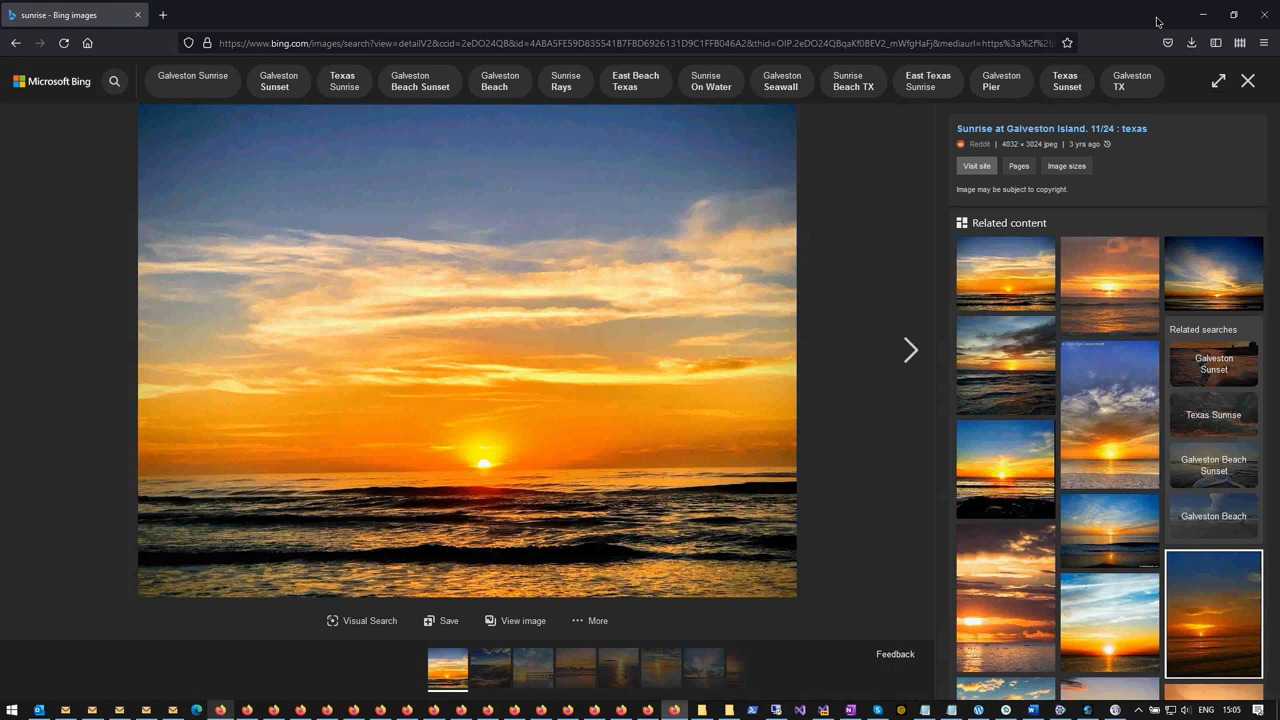 sunrise - Bing images
https://www.bing.com/images/search?view=detailV2&ccid=2eDO24QB&id=4ABA5FE59D835541B7FBD6926131D9C1FFB046A2&thid=OIP.2eDO24QBqaKf0BEV2_mWfgHaFj&mediaurl=https%3a%2f%2f
Microsoft Bing
Galveston Sunrise
Galveston
Sunset
Texas
Sunrise
Galveston
Beach Sunset
Galveston
Beach
Sunrise
Rays
East Beach
Texas
Sunrise
On Water
Galveston
Seawall
Sunrise
Beach TX
East Texas
Sunrise
Galveston
Pier
Texas
Sunset
Galveston
TX
Sunrise at Galveston Island. 11/24 : texas
Reddit | 4032 × 3024 jpeg | 3 yrs ago
Visit site
Pages
Image sizes
Image may be subject to copyright.
Related content
Related searches
Galveston
Sunset
Texas Sunrise
Galveston Beach
Sunset
Galveston Beach
Visual Search
Save
View image
More
Feedback
ENG
15:05